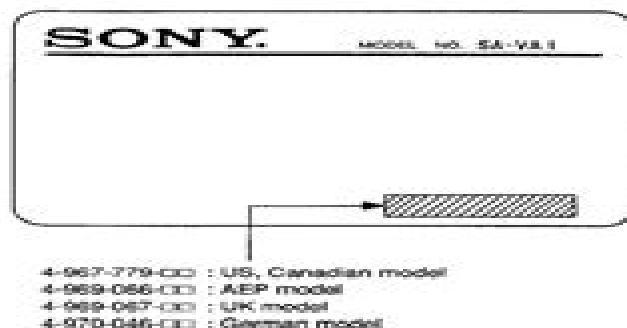 SONY.
MODEL NO. SA-VA1
4-967-779-□□ : US, Canadian model
4-969-066-□□ : AEP model
4-969-067-□□ : UK model
4-970-046-□□ : German model